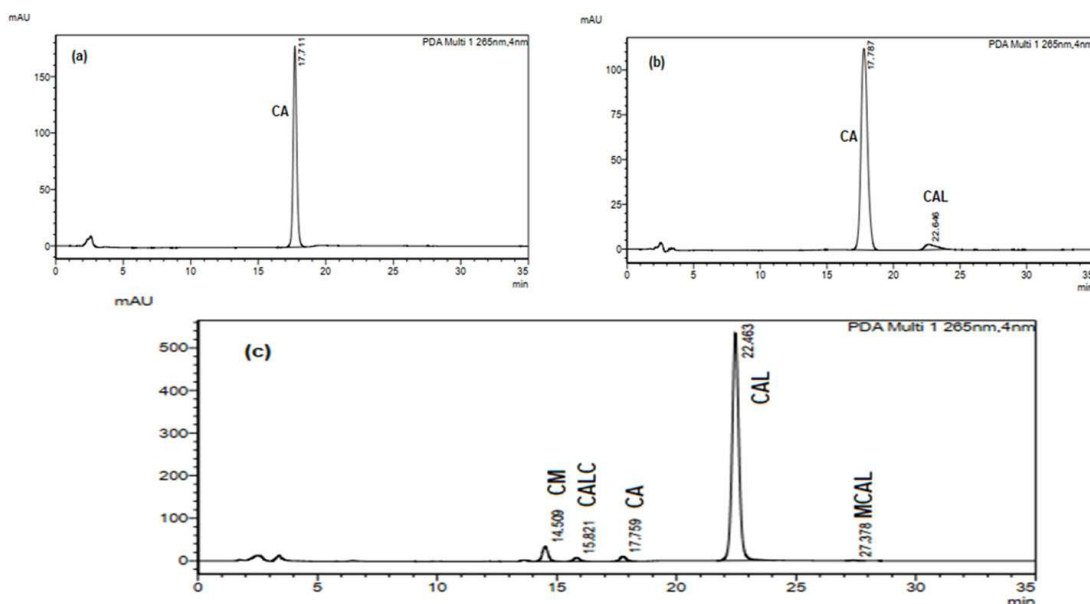 mAU
PDA Multi 1 265nm,4nm
(a)
17.711
CA
150
100
50
0
0 5 10 15 20 25 30 35
min
mAU
PDA Multi 1 265nm,4nm
(b)
17.787
CA
CAL
22.646
100
75
50
25
0
0 5 10 15 20 25 30 35
min
mAU
PDA Multi 1 265nm,4nm
(c)
500
400
300
200
100
0
14.509 CM
15.821 CALC
17.759 CA
22.463
CAL
27.378 MCAL
0 5 10 15 20 25 30 35
min